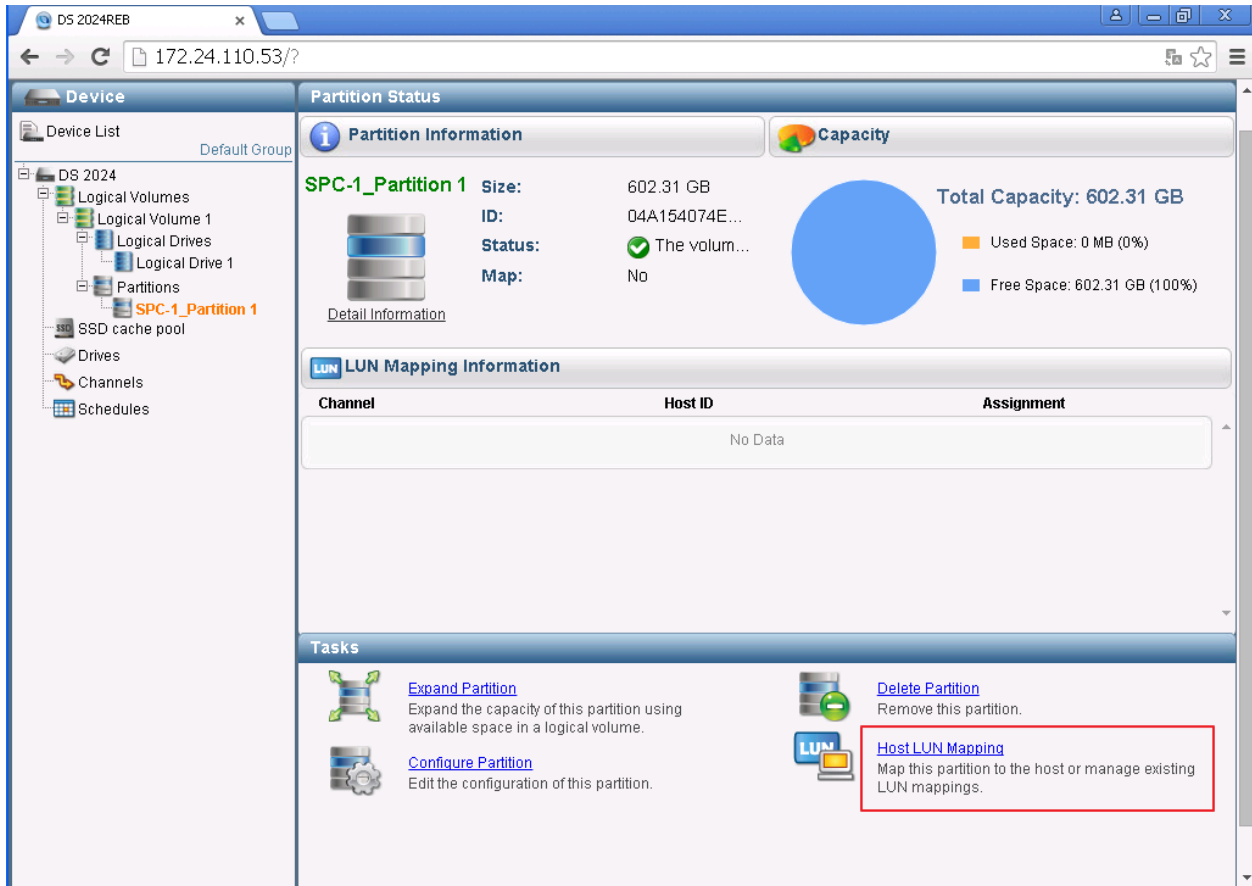 DS 2024REB
172.24.110.53/?
Device
Device List
Default Group
DS 2024
Logical Volumes
Logical Volume 1
Logical Drives
Logical Drive 1
Partitions
SPC-1_Partition 1
SSD SSD cache pool
Drives
Channels
Schedules
Partition Status
Partition Information
SPC-1_Partition 1
Size: 602.31 GB
ID: 04A154074E...
Status: The volum...
Map: No
Detail Information
Capacity
Total Capacity: 602.31 GB
Used Space: 0 MB (0%)
Free Space: 602.31 GB (100%)
LUN LUN Mapping Information
Channel Host ID Assignment
No Data
Tasks
Expand Partition
Expand the capacity of this partition using
available space in a logical volume.
Configure Partition
Edit the configuration of this partition.
Delete Partition
Remove this partition.
LUN
Host LUN Mapping
Map this partition to the host or manage existing
LUN mappings.